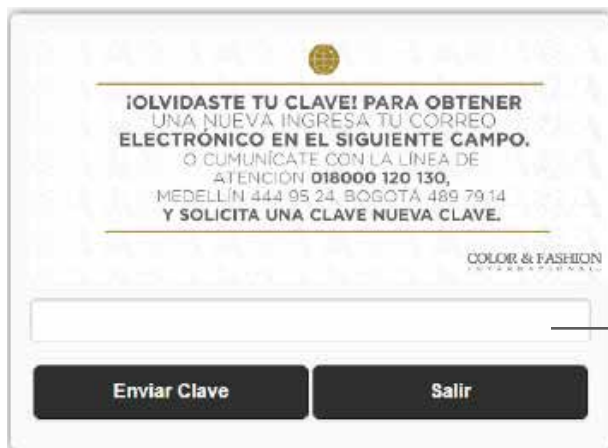 ¡OLVIDASTE TU CLAVE! PARA OBTENER
UNA NUEVA INGRESA TU CORREO
ELECTRÓNICO EN EL SIGUIENTE CAMPO.
O CUMUNÍCATE CON LA LÍNEA DE
ATENCIÓN 018000 120 130,
MEDELLÍN 444 95 24, BOGOTÁ 489 79 14
Y SOLICITA UNA CLAVE NUEVA CLAVE.
COLOR & FASHION
INTERNATIONAL
Enviar Clave
Salir